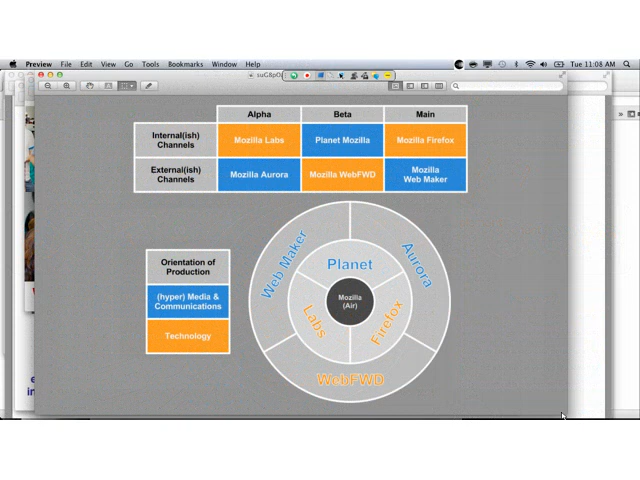 Preview File Edit View Go Tools Bookmarks Window Help Tue 11:08 AM
suG8p0
Alpha Beta Main
Internal(ish)
Channels
Mozilla Labs Planet Mozilla Mozilla Firefox
External(ish)
Channels
Mozilla Aurora Mozilla WebFWD Mozilla
Web Maker
Orientation of
Production
(hyper) Media &
Communications
Technology
Web Maker
Aurora
Planet
Mozilla
(Air)
Labs
Firefox
WebFWD